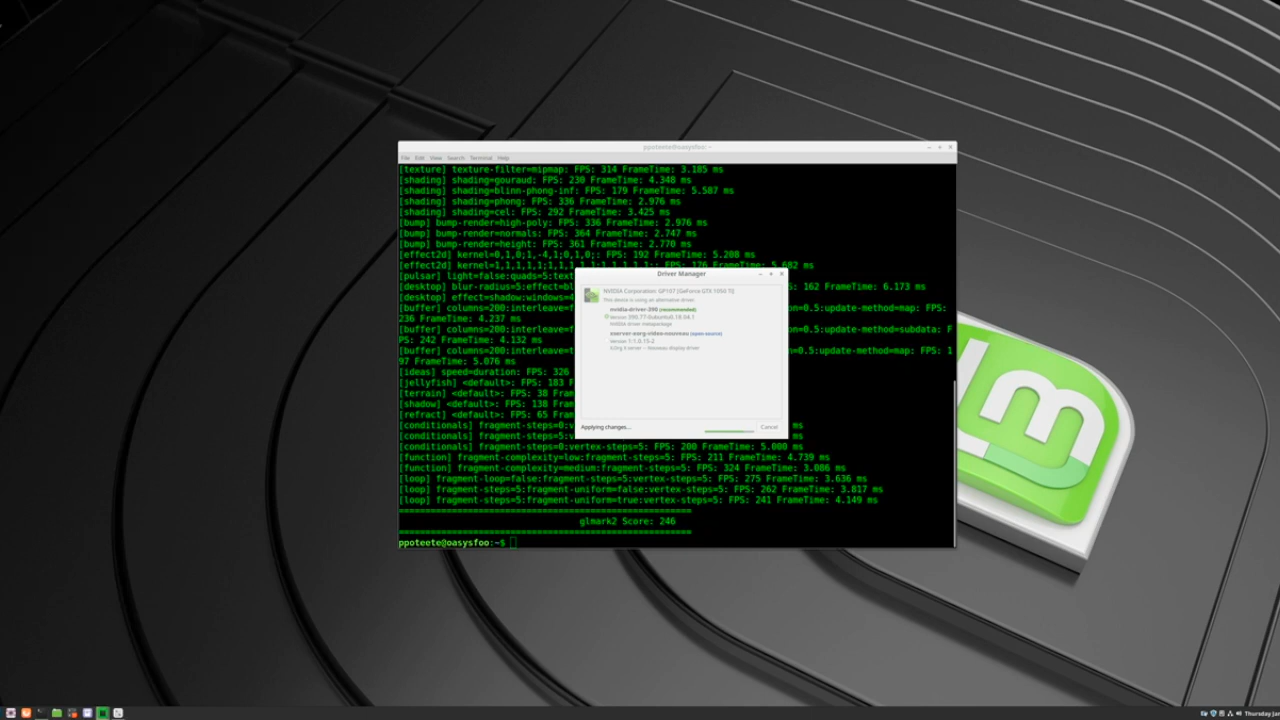 ppoteete@oasysfoo: ~
File Edit View Search Terminal Help
[texture] texture-filter=mipmap: FPS: 314 FrameTime: 3.185 ms
[shading] shading=gouraud: FPS: 230 FrameTime: 4.348 ms
[shading] shading=blinn-phong-inf: FPS: 179 FrameTime: 5.587 ms
[shading] shading=phong: FPS: 336 FrameTime: 2.976 ms
[shading] shading=cel: FPS: 292 FrameTime: 3.425 ms
[bump] bump-render=high-poly: FPS: 336 FrameTime: 2.976 ms
[bump] bump-render=normals: FPS: 364 FrameTime: 2.747 ms
[bump] bump-render=height: FPS: 361 FrameTime: 2.770 ms
[effect2d] kernel=0,1,0;1,-4,1;0,1,0;: FPS: 192 FrameTime: 5.208 ms
[effect2d] kernel=1,1,1,1,1;1,1,1,1,1;1,1,1,1,1;: FPS: 176 FrameTime: 5.682 ms
[pulsar] light=false:quads=5:text
[desktop] blur-radius=5:effect=bl 162 FrameTime: 6.173 ms
[desktop] effect=shadow:windows=4
[buffer] columns=200:interleave=t n=0.5:update-method=map: FPS:
236 FrameTime: 4.237 ms
[buffer] columns=200:interleave=f n=0.5:update-method=subdata: F
PS: 242 FrameTime: 4.132 ms
[buffer] columns=200:interleave=t n=0.5:update-method=map: FPS: 1
97 FrameTime: 5.076 ms
[ideas] speed=duration: FPS: 326
[jellyfish] <default>: FPS: 183 F
[terrain] <default>: FPS: 38 Fram
[shadow] <default>: FPS: 138 Fram
[refract] <default>: FPS: 65 Fram
[conditionals] fragment-steps=0:v ms
[conditionals] fragment-steps=5:v ms
[conditionals] fragment-steps=0:vertex-steps=5: FPS: 200 FrameTime: 5.000 ms
[function] fragment-complexity=low:fragment-steps=5: FPS: 211 FrameTime: 4.739 ms
[function] fragment-complexity=medium:fragment-steps=5: FPS: 324 FrameTime: 3.086 ms
[loop] fragment-loop=false:fragment-steps=5:vertex-steps=5: FPS: 275 FrameTime: 3.636 ms
[loop] fragment-steps=5:fragment-uniform=false:vertex-steps=5: FPS: 262 FrameTime: 3.817 ms
[loop] fragment-steps=5:fragment-uniform=true:vertex-steps=5: FPS: 241 FrameTime: 4.149 ms
=======================================================
glmark2 Score: 246
=======================================================
ppoteete@oasysfoo:~$
Driver Manager
NVIDIA Corporation: GP107 [GeForce GTX 1050 Ti]
This device is using an alternative driver.
nvidia-driver-390 (recommended)
Version 390.77-0ubuntu0.18.04.1
NVIDIA driver metapackage
xserver-xorg-video-nouveau (open-source)
Version 1:1.0.15-2
X.Org X server -- Nouveau display driver
Applying changes...
Cancel
Thursday Ju